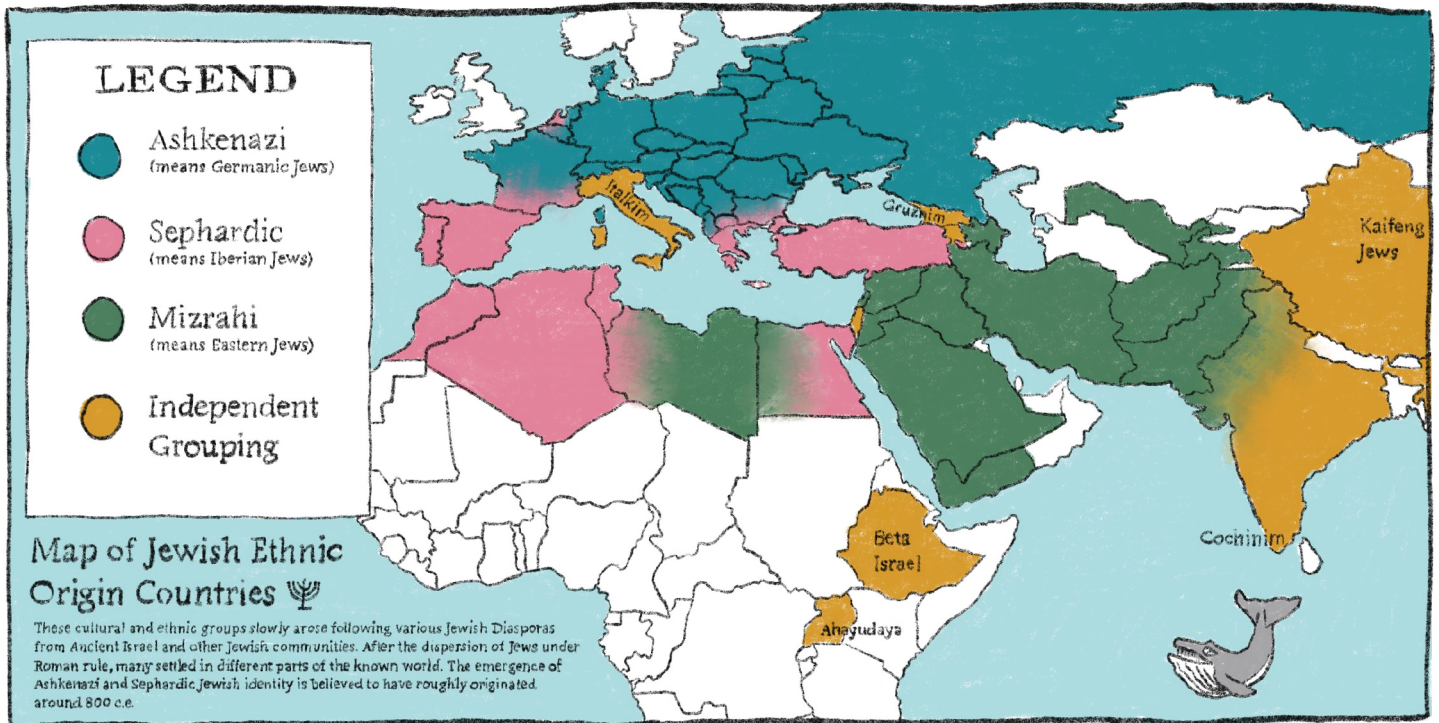 LEGEND
Ashkenazi
(means Germanic Jews)
Sephardic
(means Iberian Jews)
Mizrahi
(means Eastern Jews)
Independent
Grouping
Map of Jewish Ethnic
Origin Countries
These cultural and ethnic groups slowly arose following various Jewish Diasporas
from Ancient Israel and other Jewish communities. After the dispersion of Jews under
Roman rule, many settled in different parts of the known world. The emergence of
Ashkenazi and Sephardic Jewish identity is believed to have roughly originated
around 800 c.e.
Italkim
Gruzhim
Kaifeng
Jews
Beta
Israel
Cochinim
Abayudaya